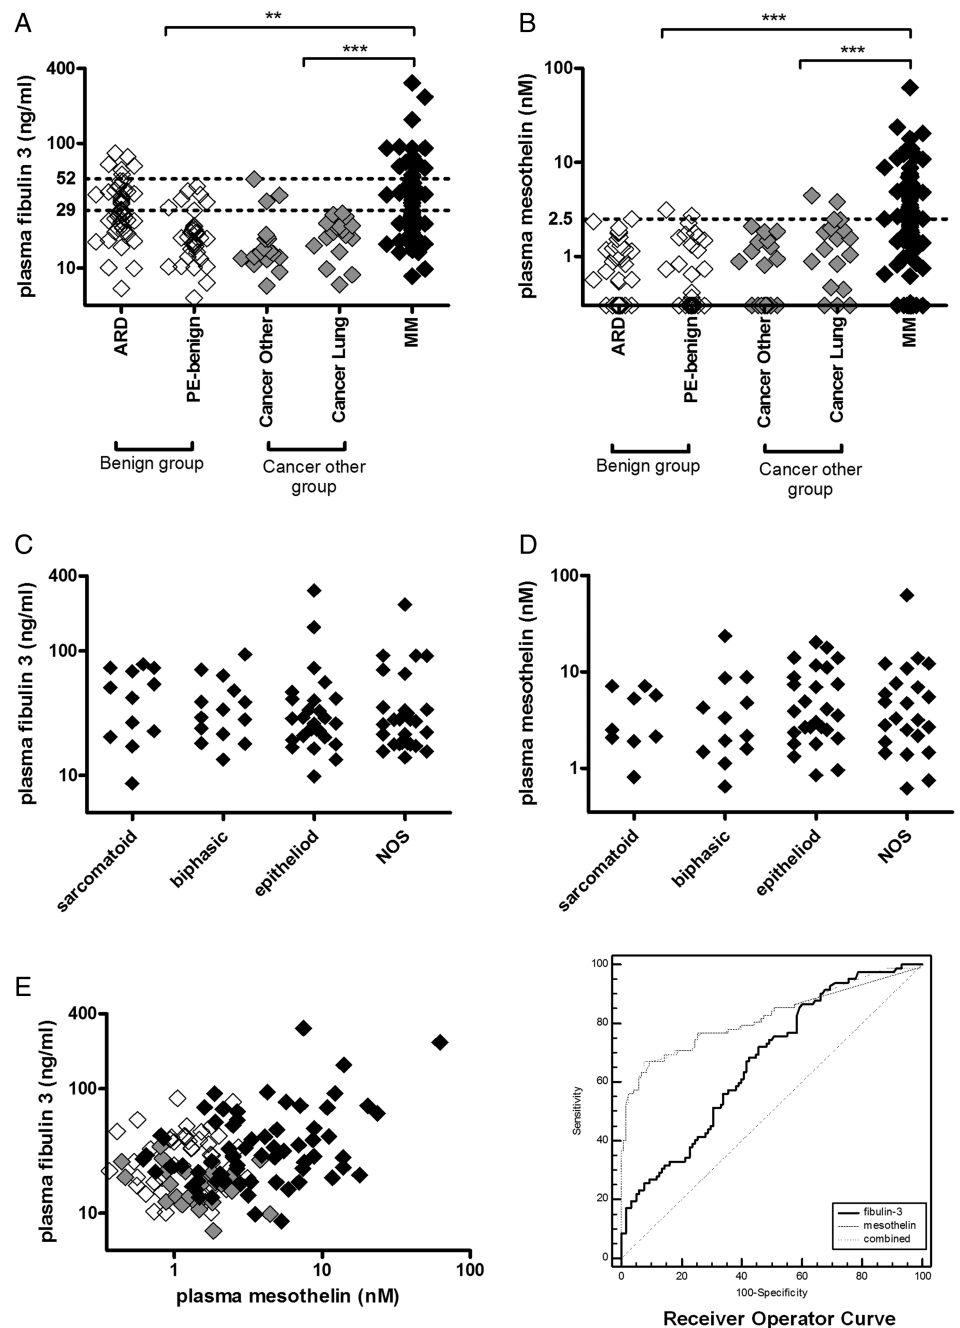 A
**
***
plasma fibulin 3 (ng/ml)
400
100
52
29
10
ARD
PE-benign
Cancer Other
Cancer Lung
MM
Benign group
Cancer other
group
B
***
***
plasma mesothelin (nM)
100
10
2.5
1
ARD
PE-benign
Cancer Other
Cancer Lung
MM
Benign group
Cancer other
group
C
plasma fibulin 3 (ng/ml)
400
100
10
sarcomatoid
biphasic
epitheliod
NOS
D
plasma mesothelin (nM)
100
10
1
sarcomatoid
biphasic
epitheliod
NOS
E
plasma fibulin 3 (ng/ml)
400
100
10
1 10 100
plasma mesothelin (nM)
Sensitivity
100
80
60
40
20
0
0 20 40 60 80 100
100-Specificity
fibulin-3
mesothelin
combined
Receiver Operator Curve